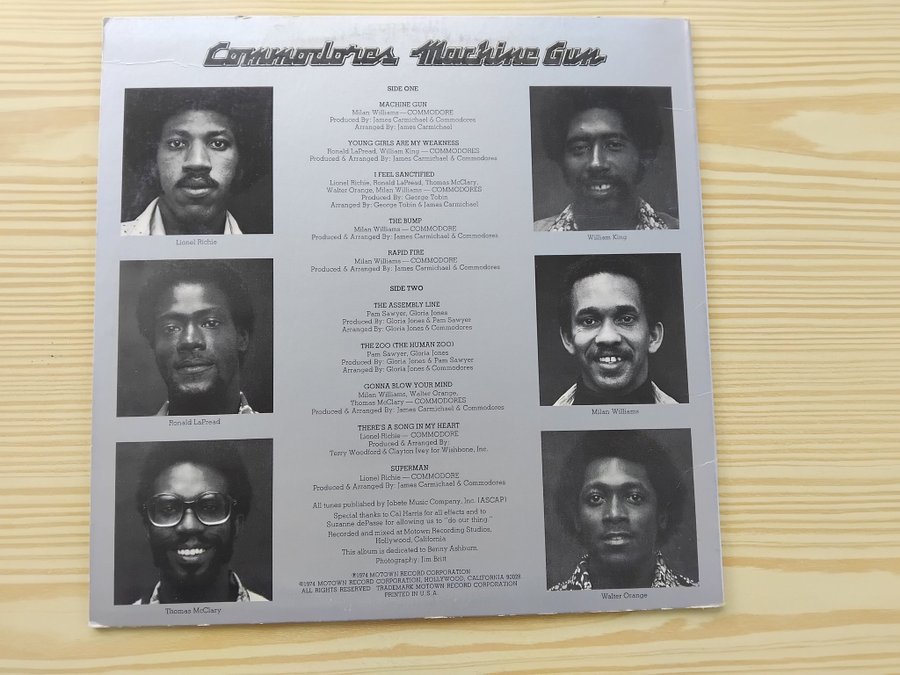 Commodores Machine Gun
SIDE ONE
MACHINE GUN
Milan Williams—COMMODORE
Produced By: James Carmichael & Commodores
Arranged By: James Carmichael
YOUNG GIRLS ARE MY WEAKNESS
Ronald LaPread, William King — COMMODORES
Produced & Arranged By: James Carmichael & Commodores
I FEEL SANCTIFIED
Lionel Richie, Ronald LaPread, Thomas McClary,
Walter Orange, Milan Williams — COMMODORES
Produced By: George Tobin
Arranged By: George Tobin & James Carmichael
THE BUMP
Milan Williams — COMMODORE
Produced & Arranged By: James Carmichael & Commodores
RAPID FIRE
Milan Williams — COMMODORE
Produced & Arranged By: James Carmichael & Commodores
SIDE TWO
THE ASSEMBLY LINE
Pam Sawyer, Gloria Jones
Produced By: Gloria Jones & Pam Sawyer
Arranged By: Gloria Jones & Commodores
THE ZOO (THE HUMAN ZOO)
Pam Sawyer, Gloria Jones
Produced By: Gloria Jones & Pam Sawyer
Arranged By: Gloria Jones & Commodores
GONNA BLOW YOUR MIND
Milan Williams, Walter Orange,
Thomas McClary — COMMODORES
Produced & Arranged By: James Carmichael & Commodores
THERE'S A SONG IN MY HEART
Lionel Richie — COMMODORE
Produced & Arranged By:
Terry Woodford & Clayton Ivey for Wishbone, Inc.
SUPERMAN
Lionel Richie — COMMODORE
Produced & Arranged By: James Carmichael & Commodores
All tunes published by Jobete Music Company, Inc. (ASCAP)
Special thanks to Cal Harris for all effects and to
Suzanne dePasse for allowing us to "do our thing."
Recorded and mixed at Motown Recording Studios,
Hollywood, California
This album is dedicated to Benny Ashburn.
Photography: Jim Britt
℗1974 MOTOWN RECORD CORPORATION
©1974 MOTOWN RECORD CORPORATION, HOLLYWOOD, CALIFORNIA 90028
ALL RIGHTS RESERVED TRADEMARK MOTOWN RECORD CORPORATION
PRINTED IN U.S.A.
Lionel Richie
Ronald LaPread
Thomas McClary
William King
Milan Williams
Walter Orange